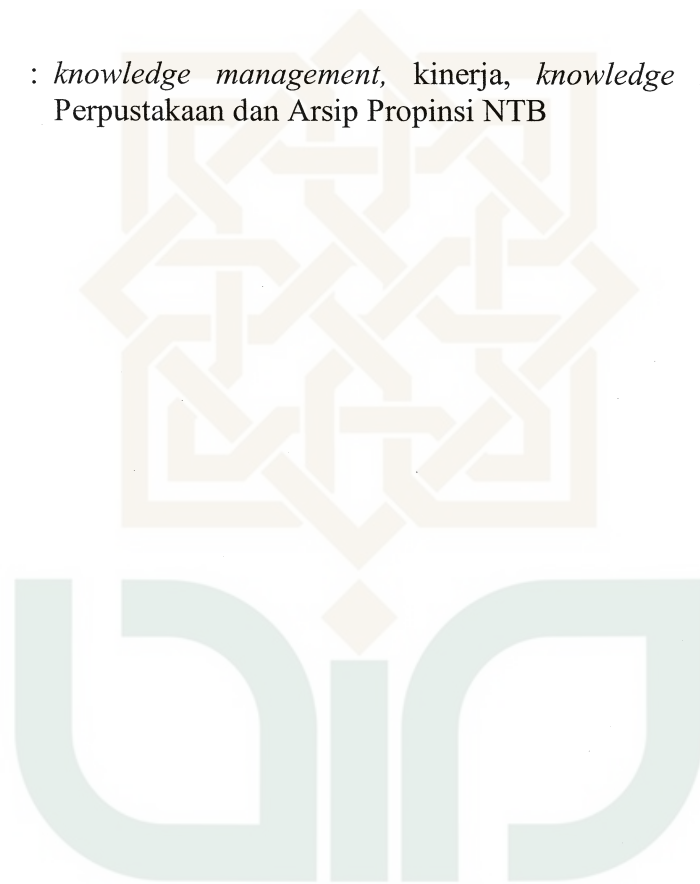 : knowledge management, kinerja, knowledge
Perpustakaan dan Arsip Propinsi NTB